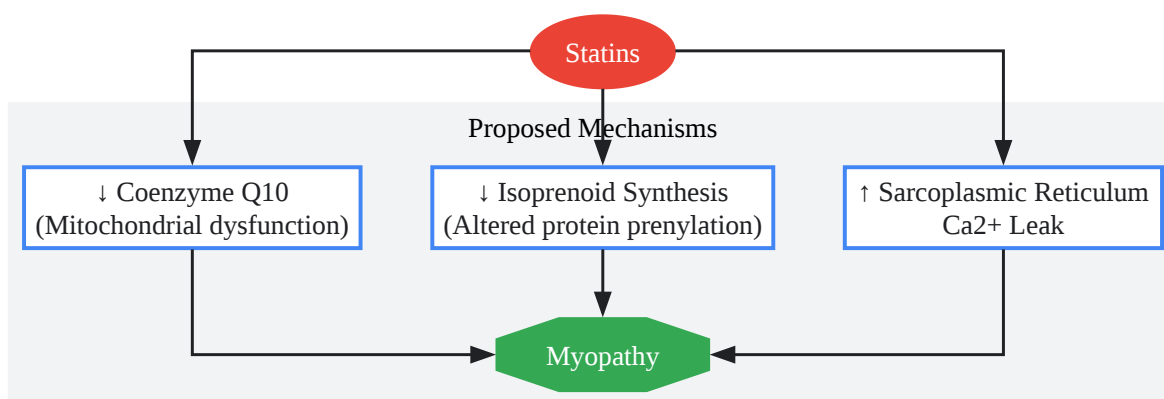 Statins
Proposed Mechanisms
↓ Coenzyme Q10
(Mitochondrial dysfunction)
↓ Isoprenoid Synthesis
(Altered protein prenylation)
↑ Sarcoplasmic Reticulum
Ca2+ Leak
Myopathy